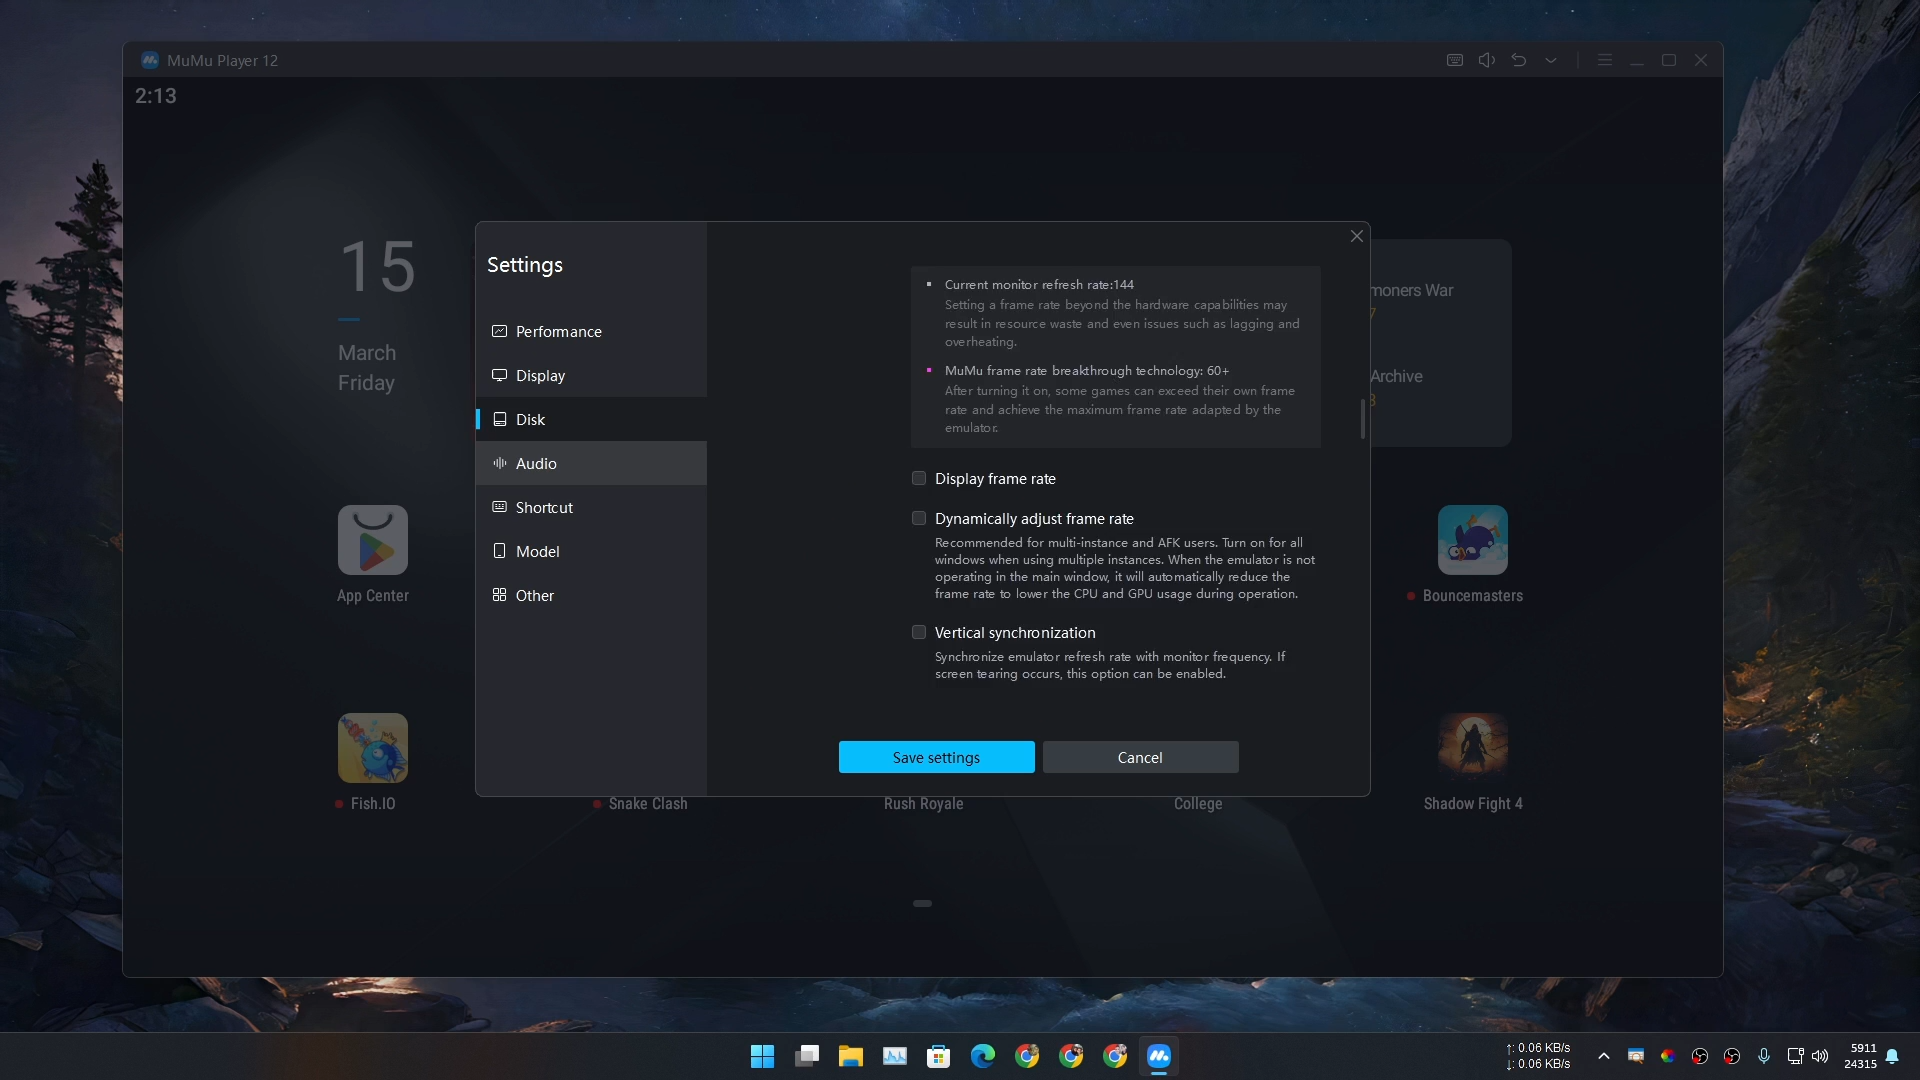 MuMu Player 12
2:13
15
March
Friday
moners War
7
Archive
3
App Center
Bouncemasters
Fish.IO
Snake Clash
Rush Royale
College
Shadow Fight 4
Settings
Performance
Display
Disk
Audio
Shortcut
Model
Other
Current monitor refresh rate:144
Setting a frame rate beyond the hardware capabilities may
result in resource waste and even issues such as lagging and
overheating.
MuMu frame rate breakthrough technology: 60+
After turning it on, some games can exceed their own frame
rate and achieve the maximum frame rate adapted by the
emulator.
Display frame rate
Dynamically adjust frame rate
Recommended for multi-instance and AFK users. Turn on for all
windows when using multiple instances. When the emulator is not
operating in the main window, it will automatically reduce the
frame rate to lower the CPU and GPU usage during operation.
Vertical synchronization
Synchronize emulator refresh rate with monitor frequency. If
screen tearing occurs, this option can be enabled.
Save settings
Cancel
↑: 0.06 KB/s
↓: 0.06 KB/s
5911
24315